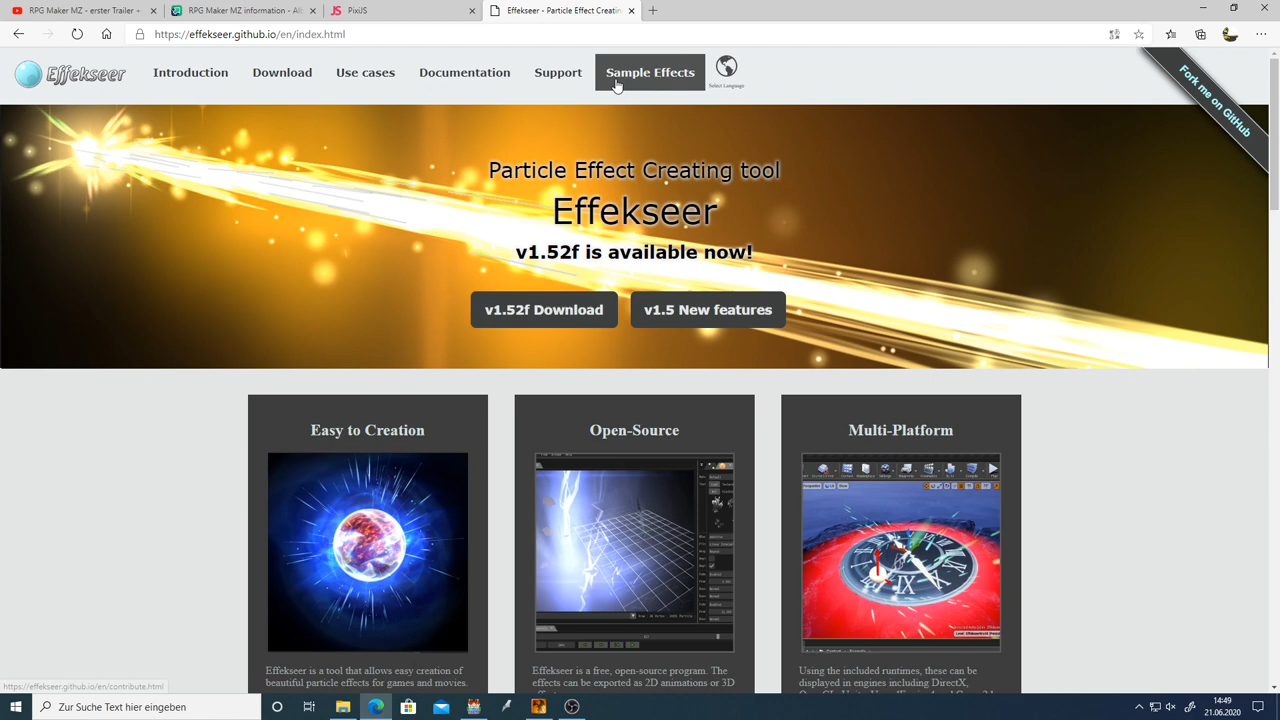 RPG Maker MZ - erster Trailer +
RPG Maker MZ information - Alb
PixiJS
Effekseer - Particle Effect Creatin
https://effekseer.github.io/en/index.html
Effekseer
Introduction
Download
Use cases
Documentation
Support
Sample Effects
Select Language
Fork me on GitHub
Particle Effect Creating tool
Effekseer
v1.52f is available now!
v1.52f Download
v1.5 New features
Easy to Creation
Open-Source
Multi-Platform
Effekseer is a tool that allows easy creation of
beautiful particle effects for games and movies.
Effekseer is a free, open-source program. The
effects can be exported as 2D animations or 3D
Using the included runtimes, these can be
displayed in engines including DirectX,
https://effekseer.github.io/en/contribute.html
Zur Suche Text hier eingeben
14:49
21.06.2020